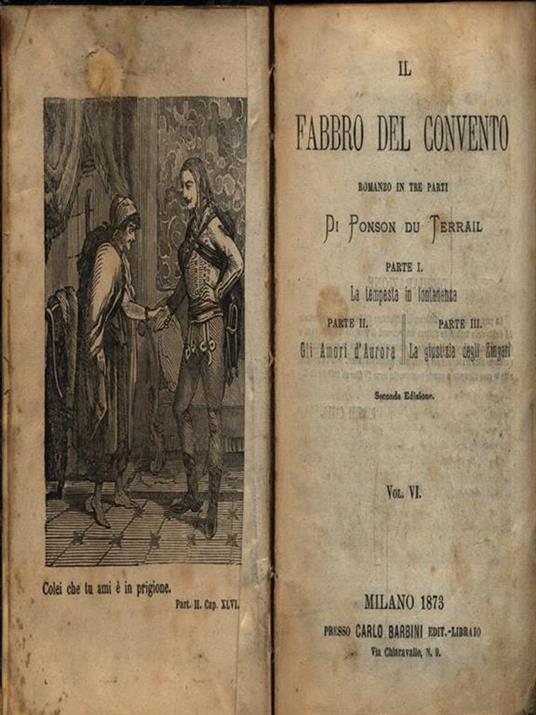 Colei che tu ami è in prigione.
Part. II. Cap. XLVI.
IL
FABBRO DEL CONVENTO
ROMANZO IN TRE PARTI
DI PONSON DU TERRAIL
PARTE I.
La tempesta in lontananza
PARTE II. PARTE III.
Gli Amori d'Aurora La giustizia degli Zingari
Seconda Edizione.
VOL. VI.
MILANO 1873
PRESSO CARLO BARBINI EDIT.-LIBRAIO
Via Chiaravalle, N. 9.